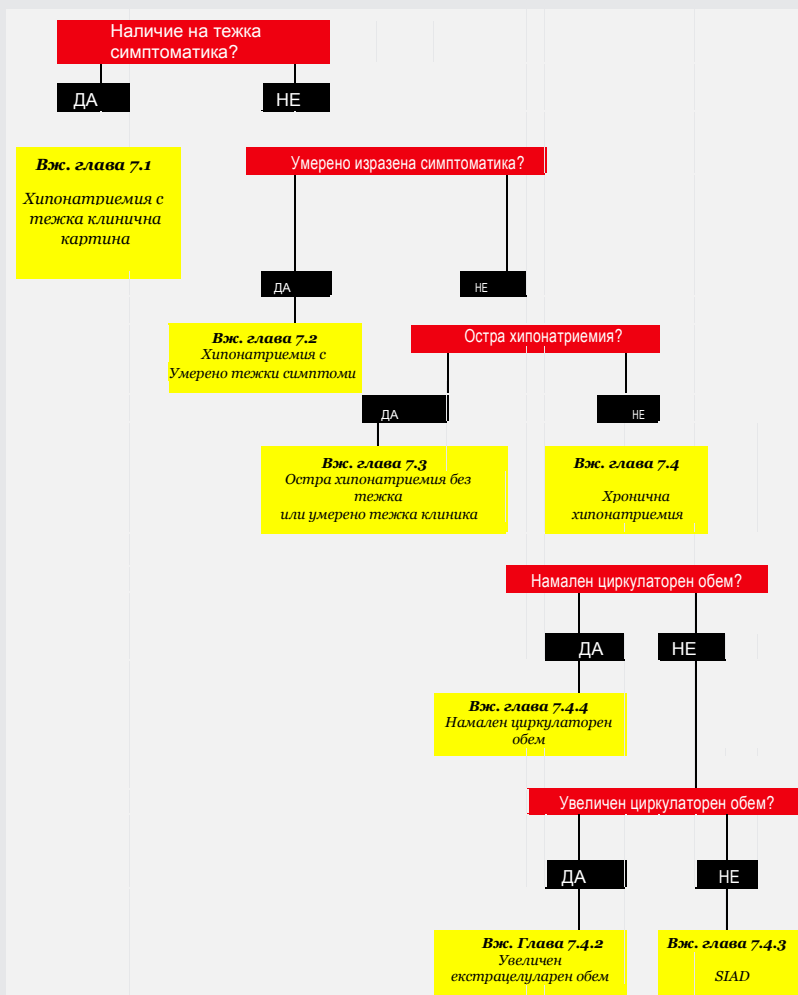 Наличие на тежка
симптоматика?
ДА
НЕ
Вж. глава 7.1
Хипонатриемия с
тежка клинична
картина
Умерено изразена симптоматика?
ДА
НЕ
Вж. глава 7.2
Хипонатриемия с
Умерено тежки симптоми
Остра хипонатриемия?
ДА
НЕ
Вж. глава 7.3
Остра хипонатриемия без
тежка
или умерено тежка клиника
Вж. глава 7.4
Хронична
хипонатриемия
Намален циркулаторен обем?
ДА
НЕ
Вж. глава 7.4.4
Намален циркулаторен
обем
Увеличен циркулаторен обем?
ДА
НЕ
Вж. Глава 7.4.2
Увеличен
екстрацелуларен обем
Вж. глава 7.4.3
SIAD